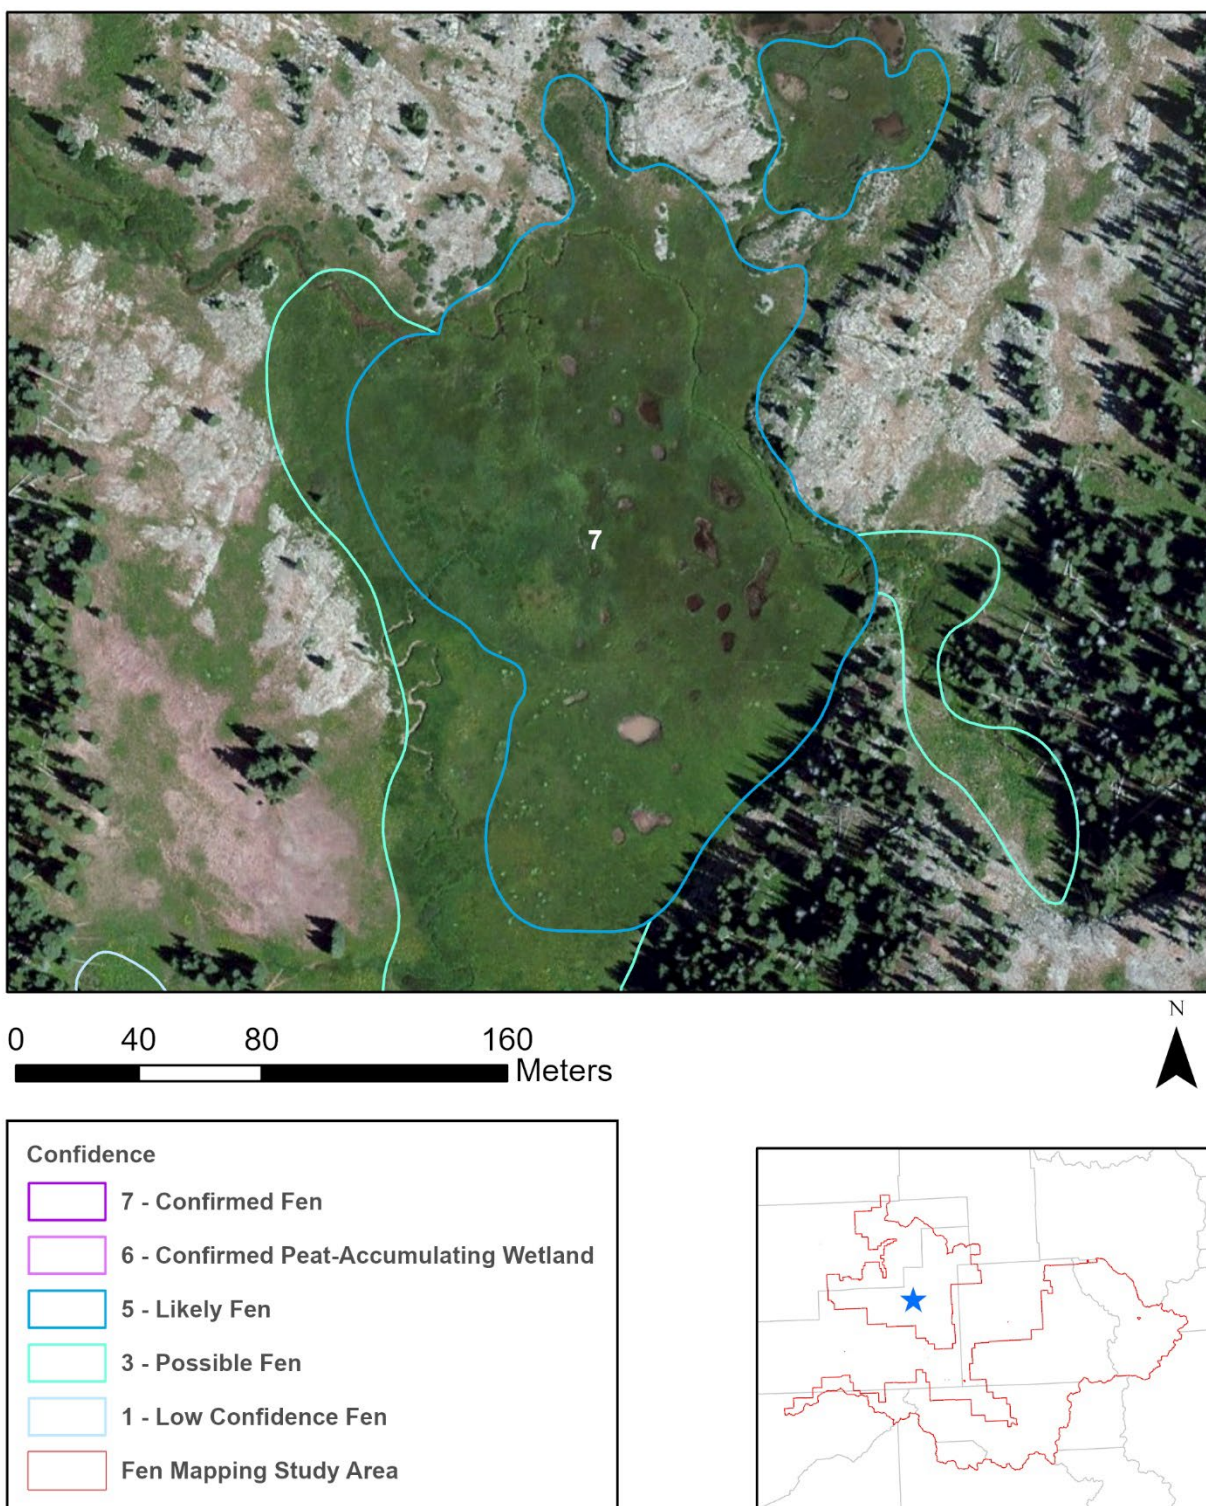 7
N
0 40 80 160
Meters
Confidence
7 - Confirmed Fen
6 - Confirmed Peat-Accumulating Wetland
5 - Likely Fen
3 - Possible Fen
1 - Low Confidence Fen
Fen Mapping Study Area